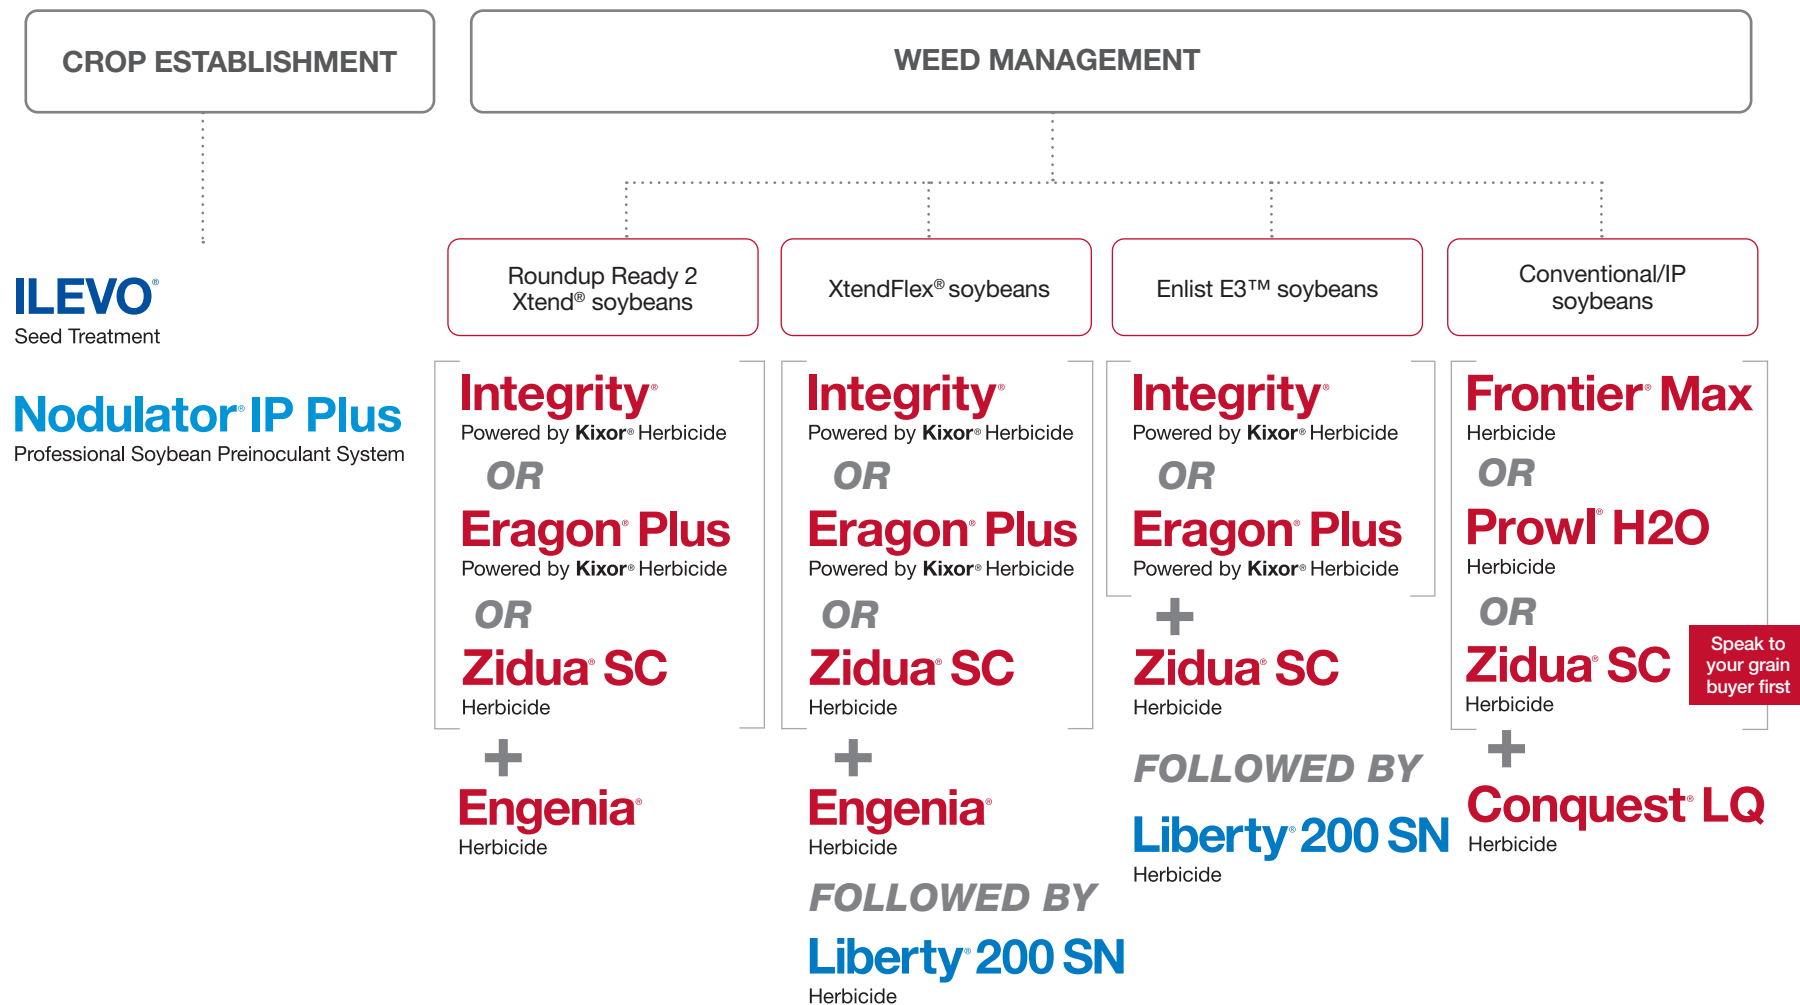 CROP ESTABLISHMENT
WEED MANAGEMENT
ILEVO®
Seed Treatment
Nodulator® IP Plus
Professional Soybean Preinoculant System
Roundup Ready 2
Xtend® soybeans
Integrity®
Powered by Kixor® Herbicide
OR
Eragon® Plus
Powered by Kixor® Herbicide
OR
Zidua® SC
Herbicide
+
Engenia®
Herbicide
XtendFlex® soybeans
Integrity®
Powered by Kixor® Herbicide
OR
Eragon® Plus
Powered by Kixor® Herbicide
OR
Zidua® SC
Herbicide
+
Engenia®
Herbicide
FOLLOWED BY
Liberty® 200 SN
Herbicide
Enlist E3™ soybeans
Integrity®
Powered by Kixor® Herbicide
OR
Eragon® Plus
Powered by Kixor® Herbicide
+
Zidua® SC
Herbicide
FOLLOWED BY
Liberty® 200 SN
Herbicide
Conventional/IP
soybeans
Frontier® Max
Herbicide
OR
Prowl® H2O
Herbicide
OR
Zidua® SC
Herbicide
Speak to
your grain
buyer first
+
Conquest® LQ
Herbicide